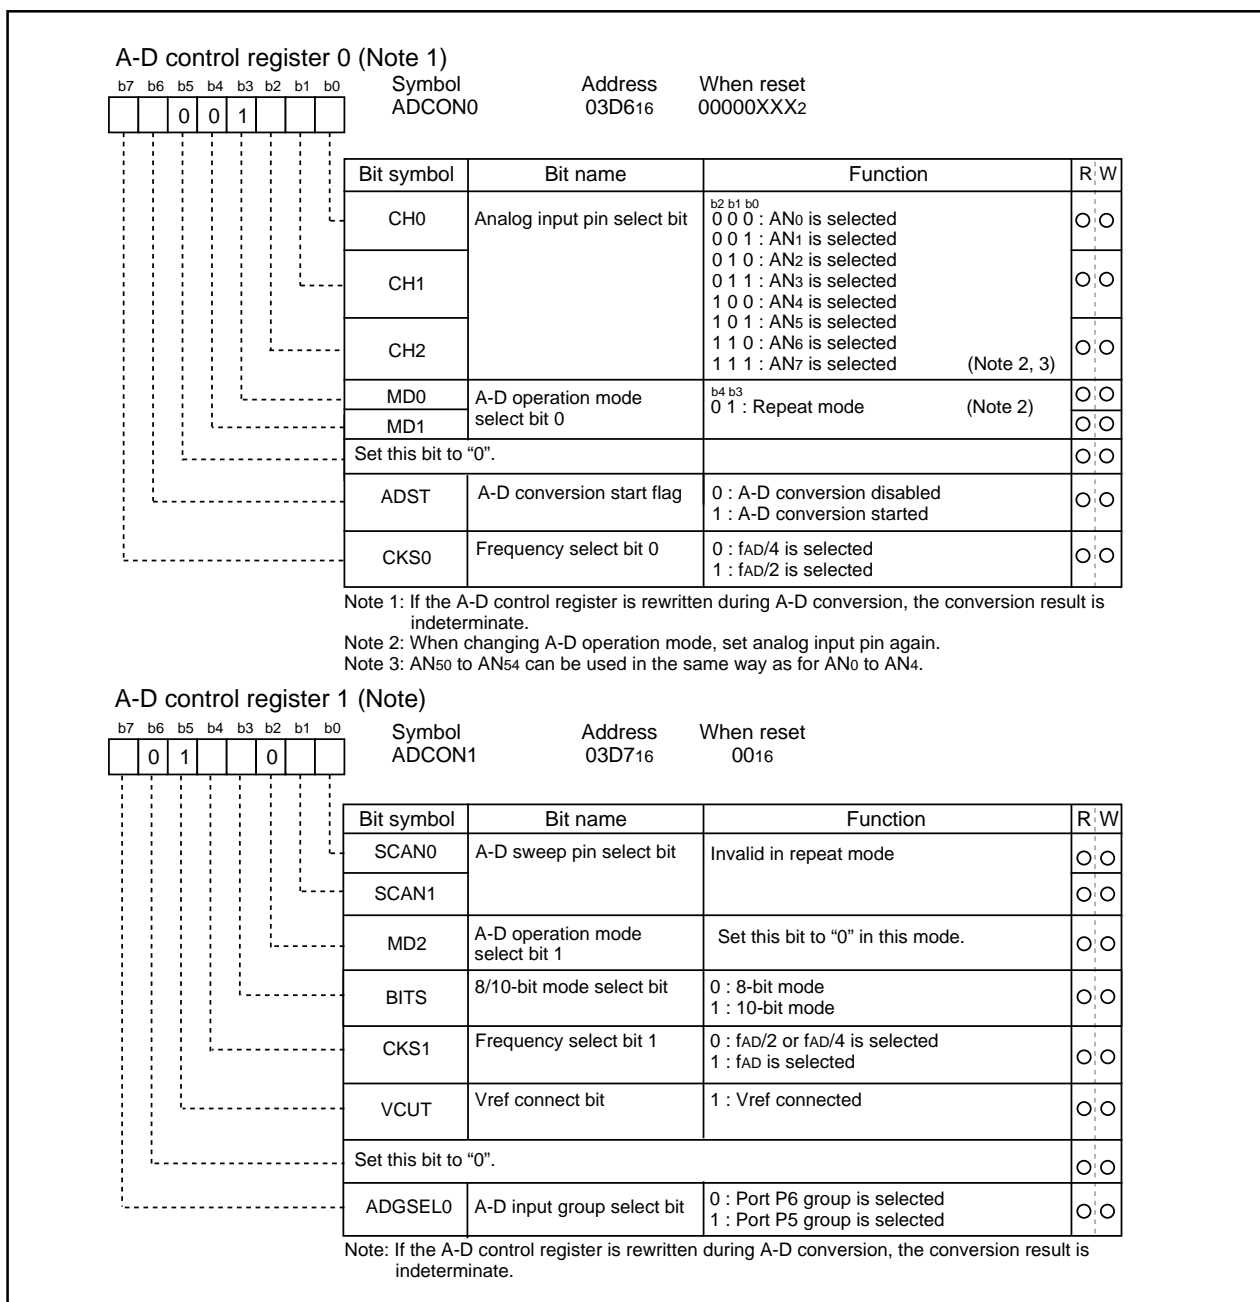 A-D control register 0 (Note 1)
b7 b6 b5 b4 b3 b2 b1 b0
Symbol Address When reset
ADCON0 03D616 00000XXX2
0 0 1
Bit symbol Bit name Function R W
CH0 Analog input pin select bit
b2 b1 b0
0 0 0 : AN0 is selected
0 0 1 : AN1 is selected
0 1 0 : AN2 is selected
CH1
0 1 1 : AN3 is selected
1 0 0 : AN4 is selected
1 0 1 : AN5 is selected
CH2
1 1 0 : AN6 is selected
1 1 1 : AN7 is selected (Note 2, 3)
MD0 A-D operation mode
select bit 0
b4 b3
0 1 : Repeat mode (Note 2)
MD1
Set this bit to “0”.
ADST A-D conversion start flag 0 : A-D conversion disabled
1 : A-D conversion started
CKS0 Frequency select bit 0 0 : fAD/4 is selected
1 : fAD/2 is selected
Note 1: If the A-D control register is rewritten during A-D conversion, the conversion result is
indeterminate.
Note 2: When changing A-D operation mode, set analog input pin again.
Note 3: AN50 to AN54 can be used in the same way as for AN0 to AN4.
A-D control register 1 (Note)
b7 b6 b5 b4 b3 b2 b1 b0
Symbol Address When reset
ADCON1 03D716 0016
0 1 0
Bit symbol Bit name Function R W
SCAN0 A-D sweep pin select bit Invalid in repeat mode
SCAN1
MD2 A-D operation mode
select bit 1
Set this bit to “0” in this mode.
BITS 8/10-bit mode select bit 0 : 8-bit mode
1 : 10-bit mode
CKS1 Frequency select bit 1 0 : fAD/2 or fAD/4 is selected
1 : fAD is selected
VCUT Vref connect bit 1 : Vref connected
Set this bit to “0”.
ADGSEL0 A-D input group select bit 0 : Port P6 group is selected
1 : Port P5 group is selected
Note: If the A-D control register is rewritten during A-D conversion, the conversion result is
indeterminate.